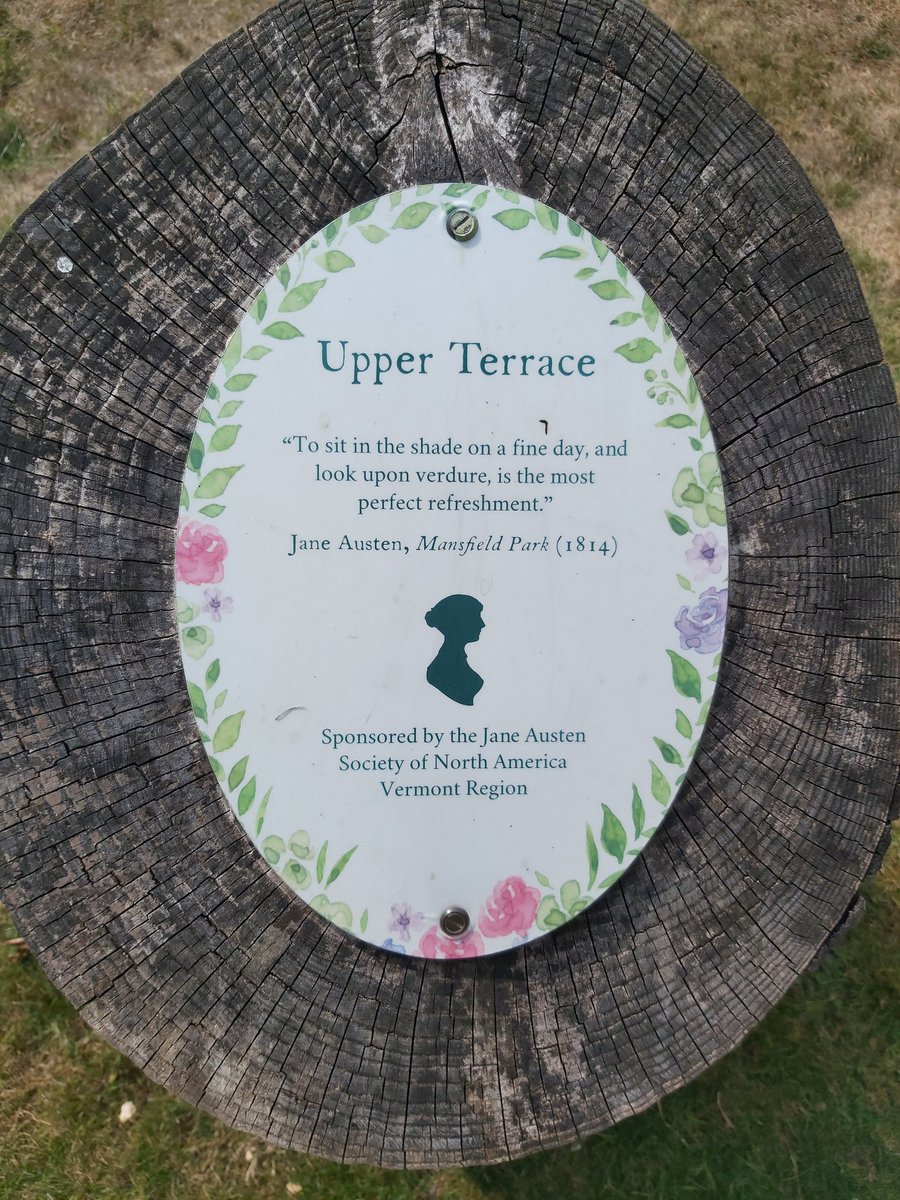 Upper Terrace
“To sit in the shade on a fine day, and
look upon verdure, is the most
perfect refreshment.”
Jane Austen, Mansfield Park (1814)
Sponsored by the Jane Austen
Society of North America
Vermont Region